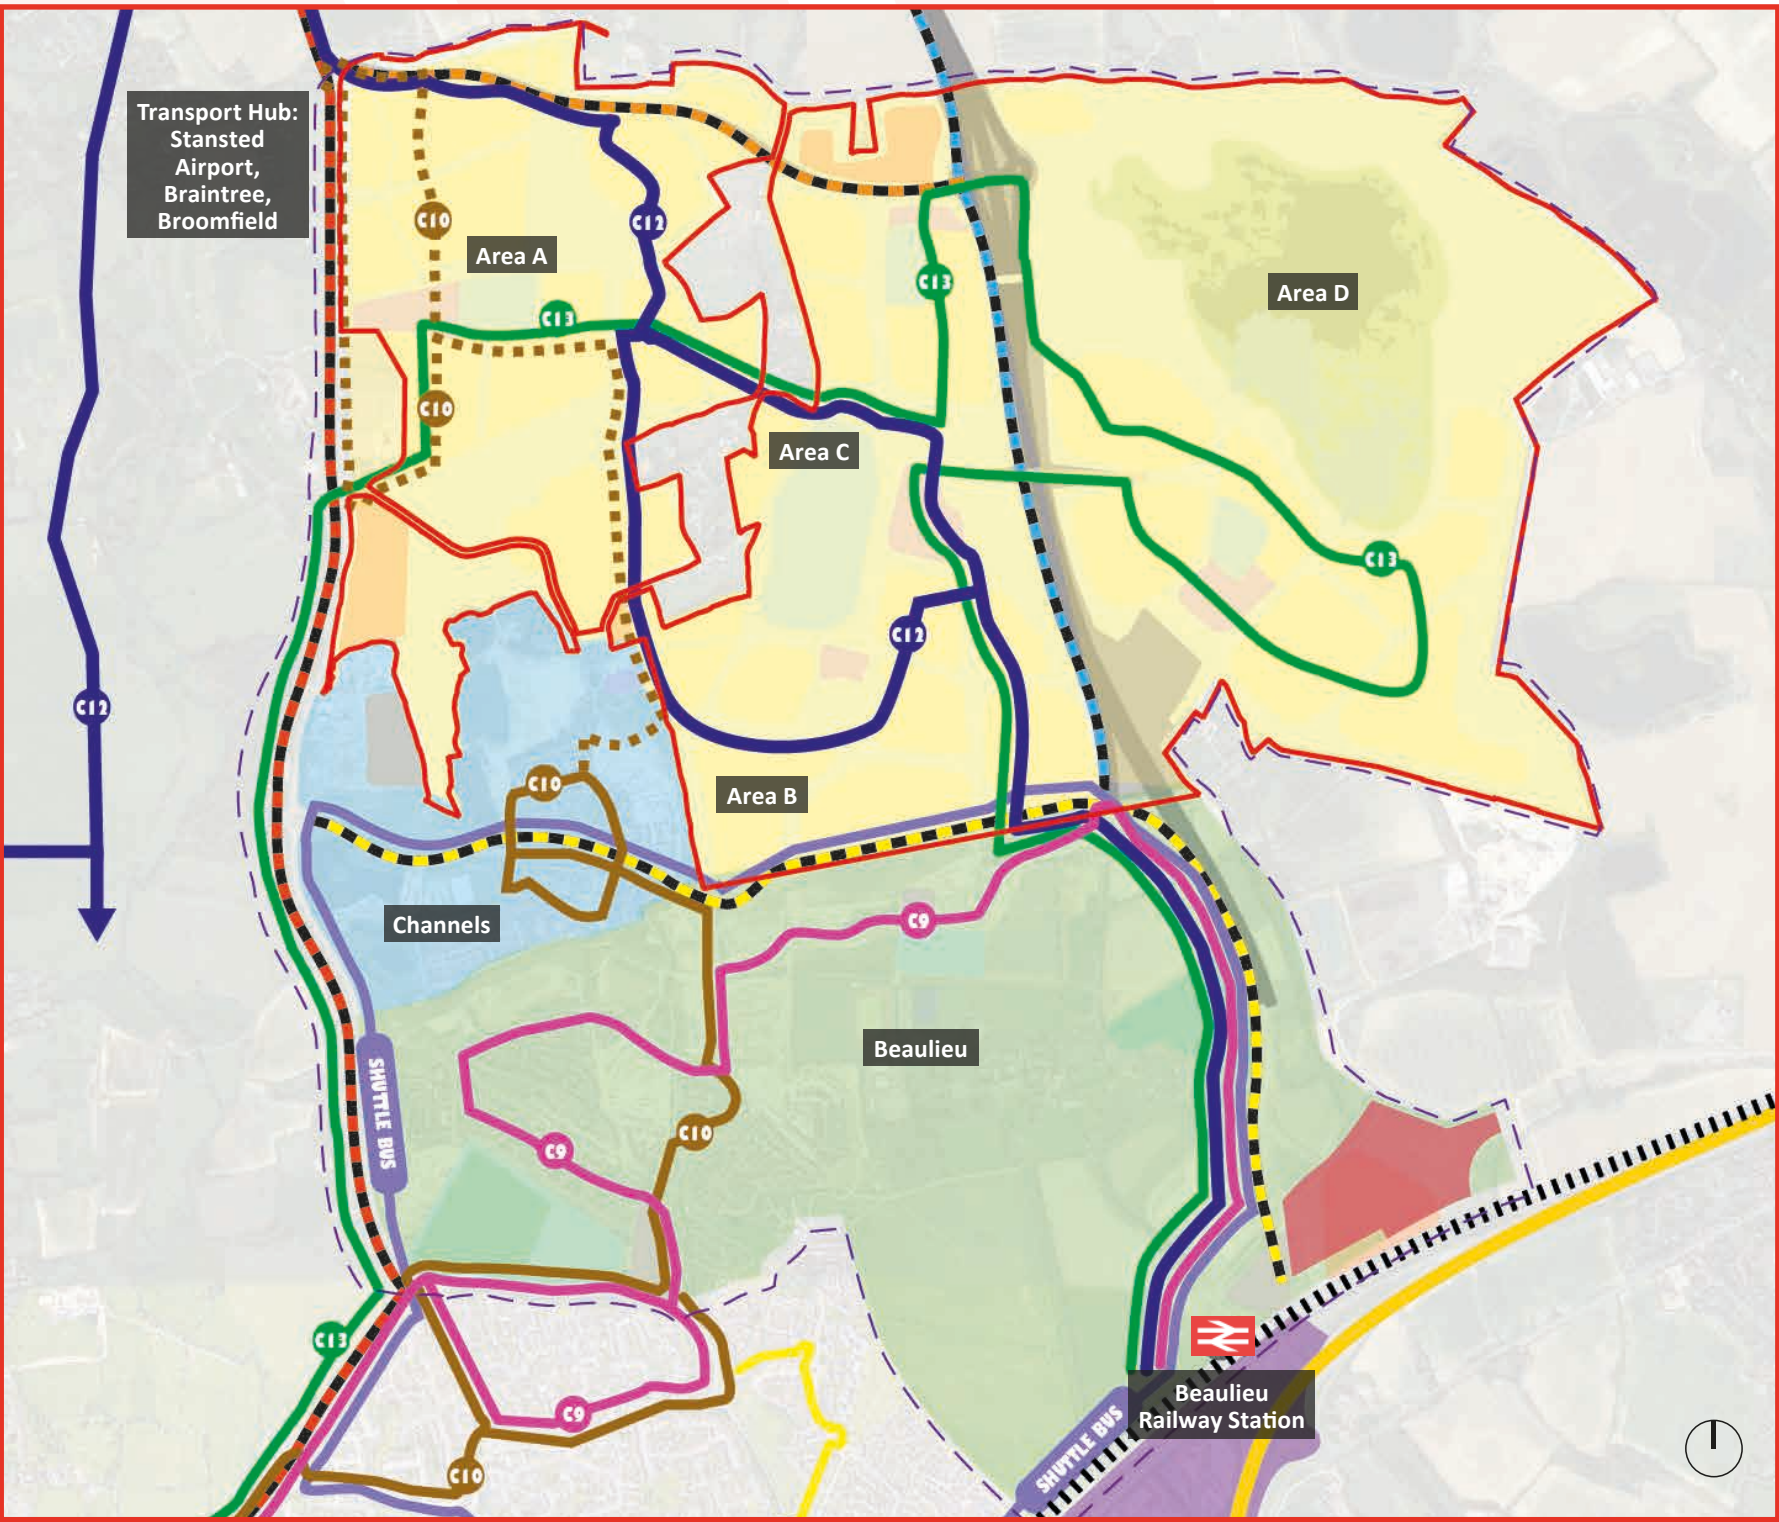 Transport Hub:
Stansted
Airport,
Braintree,
Broomfield
C10
C12
Area A
C13
Area D
C13
C10
Area C
C13
C12
C12
C10
Area B
Channels
C9
Beaulieu
SHUTTLE BUS
C10
C9
C13
C9
C10
Beaulieu
Railway Station
SHUTTLE BUS